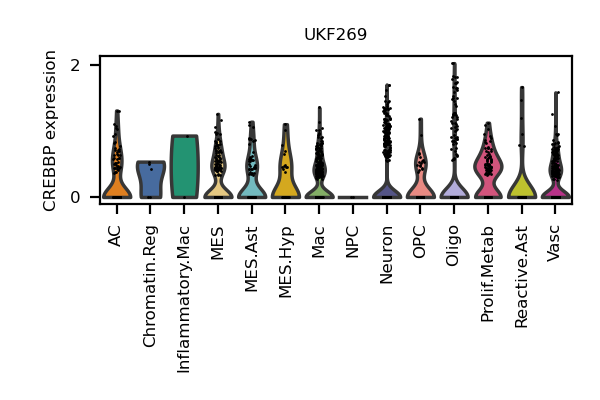 UKF269
CREBBP expression
2
0
AC
Chromatin.Reg
Inflammatory.Mac
MES
MES.Ast
MES.Hyp
Mac
NPC
Neuron
OPC
Oligo
Prolif.Metab
Reactive.Ast
Vasc